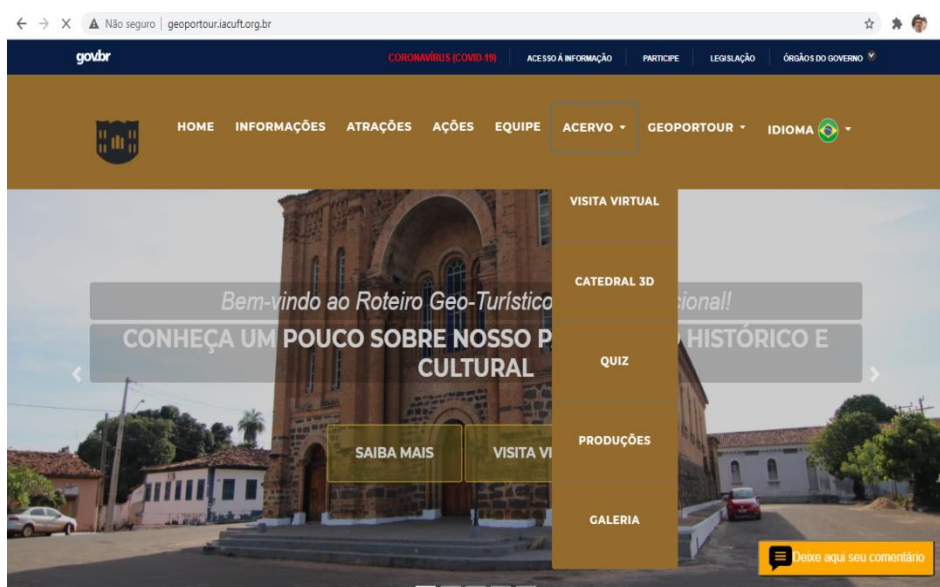 Não seguro
geoportour.iacuft.org.br
gov.br
CORONAVÍRUS (COVID-19)
ACESSO À INFORMAÇÃO
PARTICIPE
LEGISLAÇÃO
ÓRGÃOS DO GOVERNO
HOME
INFORMAÇÕES
ATRAÇÕES
AÇÕES
EQUIPE
ACERVO
GEOPORTOUR
IDIOMA
VISITA VIRTUAL
CATEDRAL 3D
QUIZ
PRODUÇÕES
GALERIA
Bem-vindo ao Roteiro Geo-Turístico
CONHEÇA UM POUCO SOBRE NOSSO HISTÓRICO E
CULTURAL
SAIBA MAIS
VISITA
Deixe aqui seu comentário